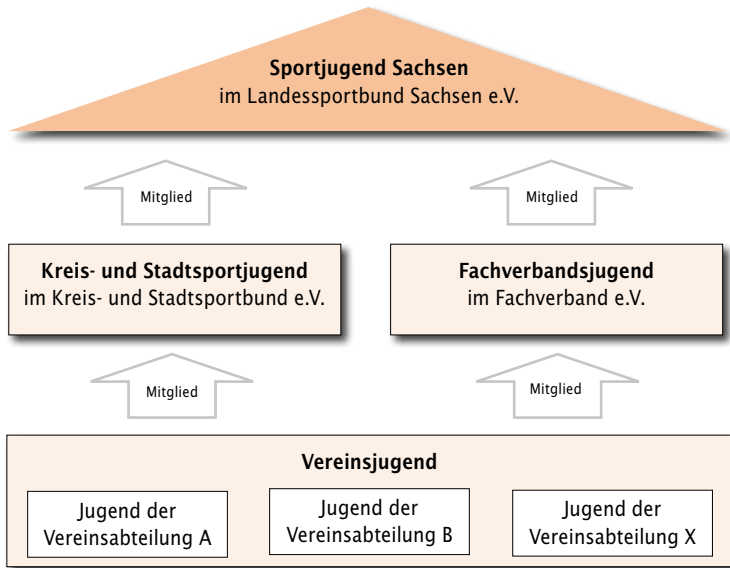 Sportjugend Sachsen
im Landessportbund Sachsen e.V.
Mitglied
Mitglied
Kreis- und Stadtsportjugend
im Kreis- und Stadtsportbund e.V.
Fachverbandsjugend
im Fachverband e.V.
Mitglied
Mitglied
Vereinsjugend
Jugend der
Vereinsabteilung A
Jugend der
Vereinsabteilung B
Jugend der
Vereinsabteilung X